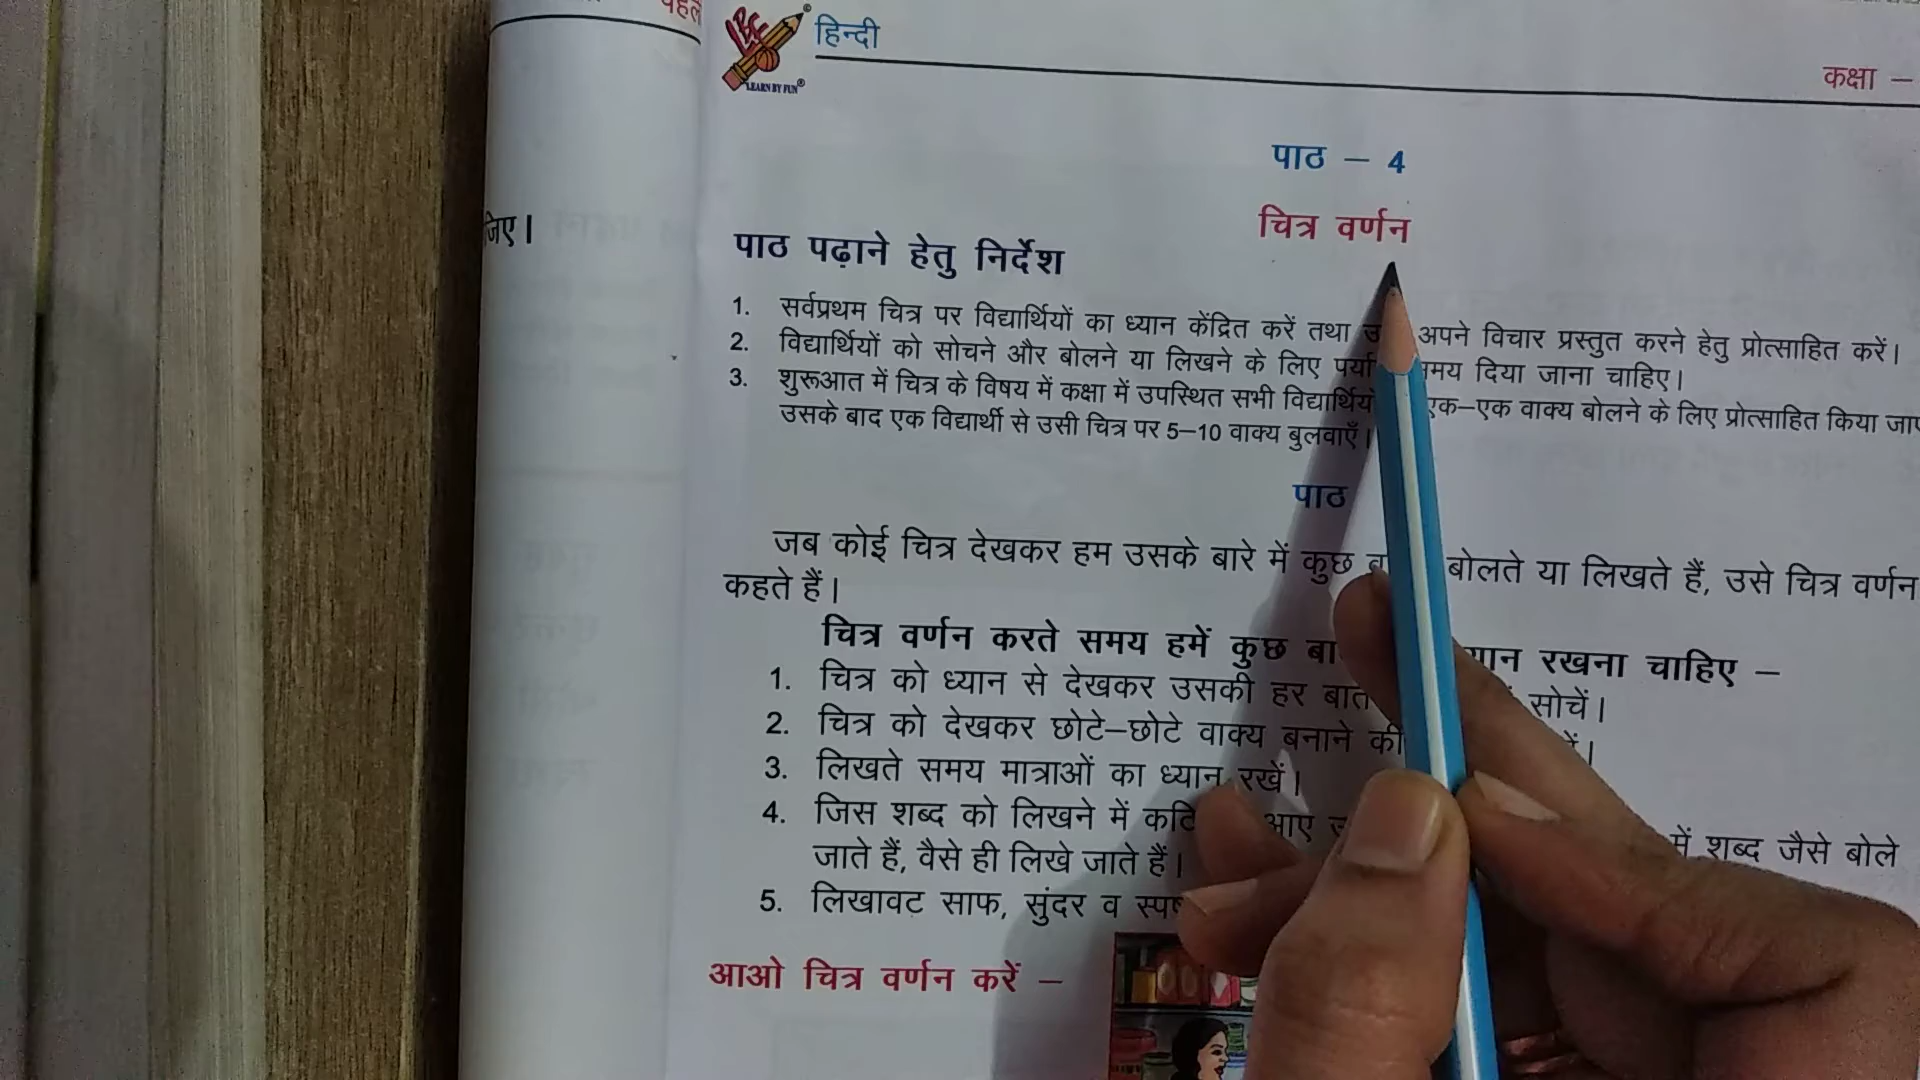 पहले
LEARN BY FUN
हिन्दी
कक्षा –
पाठ – 4
चित्र वर्णन
जिए।
पाठ पढ़ाने हेतु निर्देश
1. सर्वप्रथम चित्र पर विद्यार्थियों का ध्यान केंद्रित करें तथा अपने विचार प्रस्तुत करने हेतु प्रोत्साहित करें।
2. विद्यार्थियों को सोचने और बोलने या लिखने के लिए दिया जाना चाहिए।
3. शुरूआत में चित्र के विषय में कक्षा में उपस्थित सभी एक–एक वाक्य बोलने के लिए प्रोत्साहित किया
उसके बाद एक विद्यार्थी से उसी चित्र पर 5–10 वाक्य बुलवाएँ।
पाठ
जब कोई चित्र देखकर हम उसके बारे में कुछ बोलते या लिखते हैं, उसे चित्र वर्णन
कहते हैं।
चित्र वर्णन करते समय हमें कुछ रखना चाहिए –
1. चित्र को ध्यान से देखकर उसकी हर बात सोचें।
2. चित्र को देखकर छोटे–छोटे वाक्य बनाने की
3. लिखते समय मात्राओं का ध्यान रखें।
4. जिस शब्द को लिखने में आए में शब्द जैसे बोले
जाते हैं, वैसे ही लिखे जाते हैं।
5. लिखावट साफ, सुंदर व
आओ चित्र वर्णन करें –